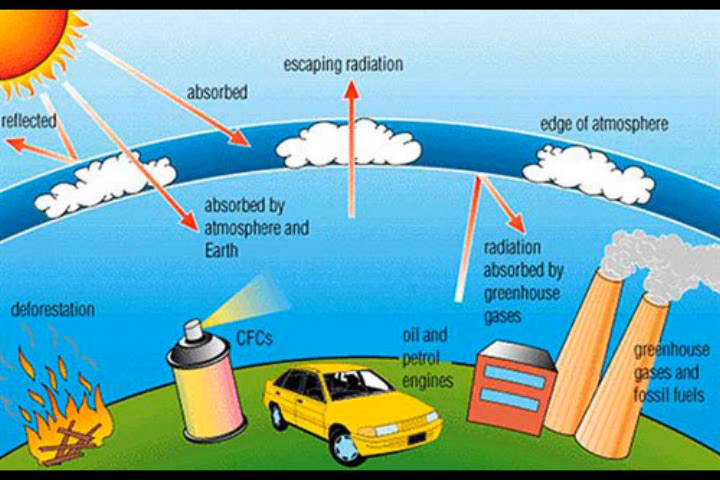 escaping radiation
absorbed
reflected
edge of atmosphere
absorbed by
atmosphere and
Earth
radiation
absorbed by
greenhouse
gases
deforestation
CFCs
oil and
petrol
engines
greenhouse
gases and
fossil fuels